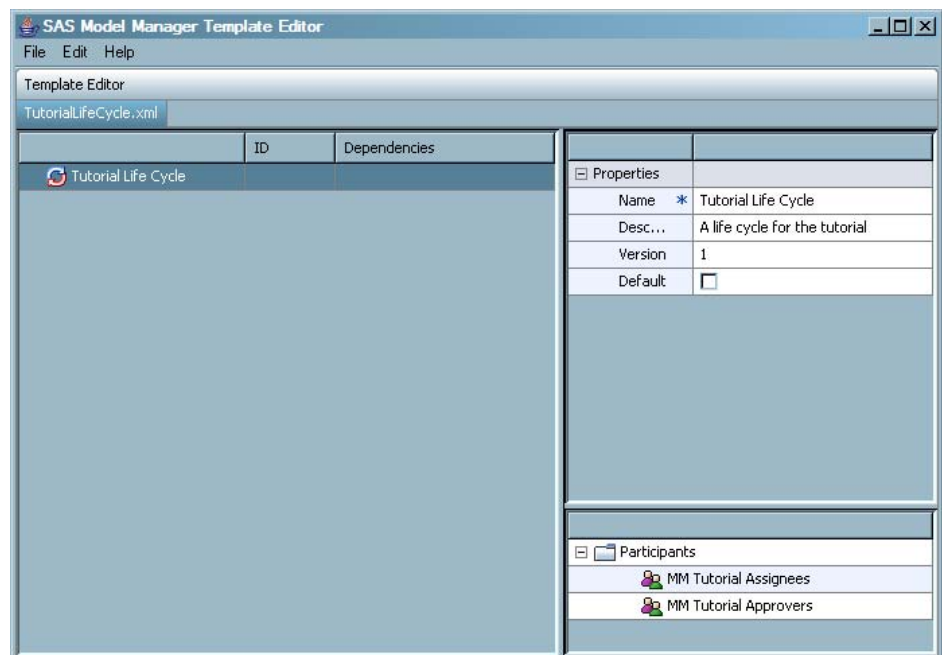 SAS Model Manager Template Editor
File Edit Help
Template Editor
TutorialLifeCycle.xml
ID Dependencies
Tutorial Life Cycle
Properties
Name * Tutorial Life Cycle
Desc... A life cycle for the tutorial
Version 1
Default
Participants
MM Tutorial Assignees
MM Tutorial Approvers